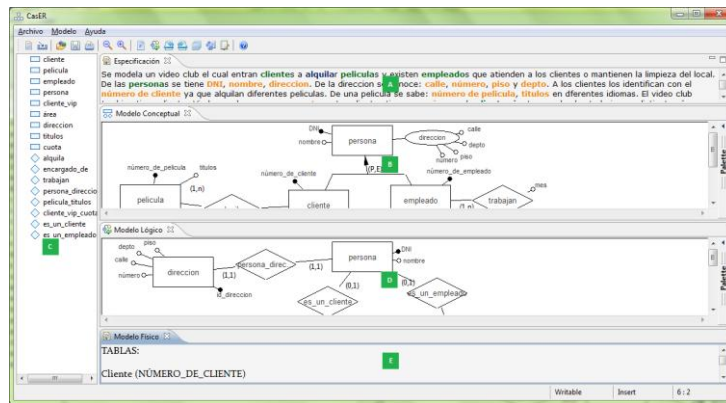 CasER
Archivo Modelo Ayuda
cliente
pelicula
empleado
persona
cliente_vip
área
direccion
titulos
cuota
alquila
encargado_de
trabajan
persona_direccio
pelicula_titulos
cliente_vip_cuota
es_un_cliente
es_un_empleado
C
Especificación
Se modela un video club el cual entran clientes a alquilar peliculas y existen empleados que atienden a los clientes o mantienen la limpieza del local.
De las personas se tiene DNI, nombre, direccion. De la direccion se conoce: calle, número, piso y depto. A los clientes los identifican con el
número de cliente ya que alquilan diferentes peliculas. De una pelicula se sabe: número de pelicula, titulos en dferentes idiomas. El video club
A
Modelo Conceptual
DNI
nombre
persona
direccion
calle
depto
piso
número
(P,E)
B
número_de_pelicula
titulos
(1,n)
pelicula
número_de_cliente
cliente
número_de_empleado
empleado
(1,n)
trabajan
mes
Palette
Modelo Lógico
depto
piso
calle
número
direccion
id_direccion
(1,1)
persona_direc
(1,1)
persona
DNI
nombre
(0,1)
(0,1)
D
es_un_cliente
es_un_empleado
Palette
Modelo Físico
TABLAS:
Cliente (NÚMERO_DE_CLIENTE)
E
Writable
Insert
6 : 2